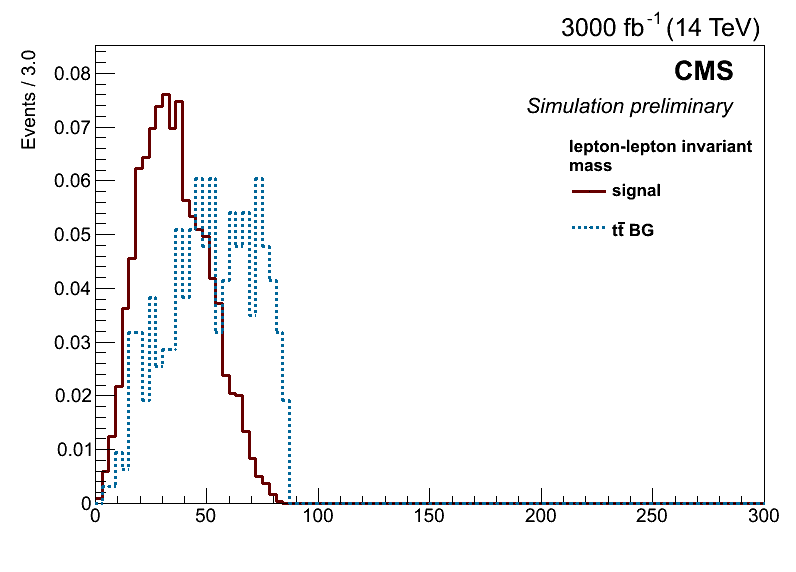 3000 fb⁻¹ (14 TeV)
Events / 3.0
CMS
Simulation preliminary
lepton-lepton invariant
mass
signal
tt̄ BG
0.08
0.07
0.06
0.05
0.04
0.03
0.02
0.01
0
0 50 100 150 200 250 300